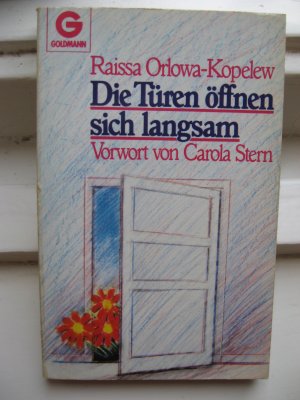 G
GOLDMANN
Raissa Orlowa-Kopelew
Die Türen öffnen
sich langsam
Vorwort von Carola Stern